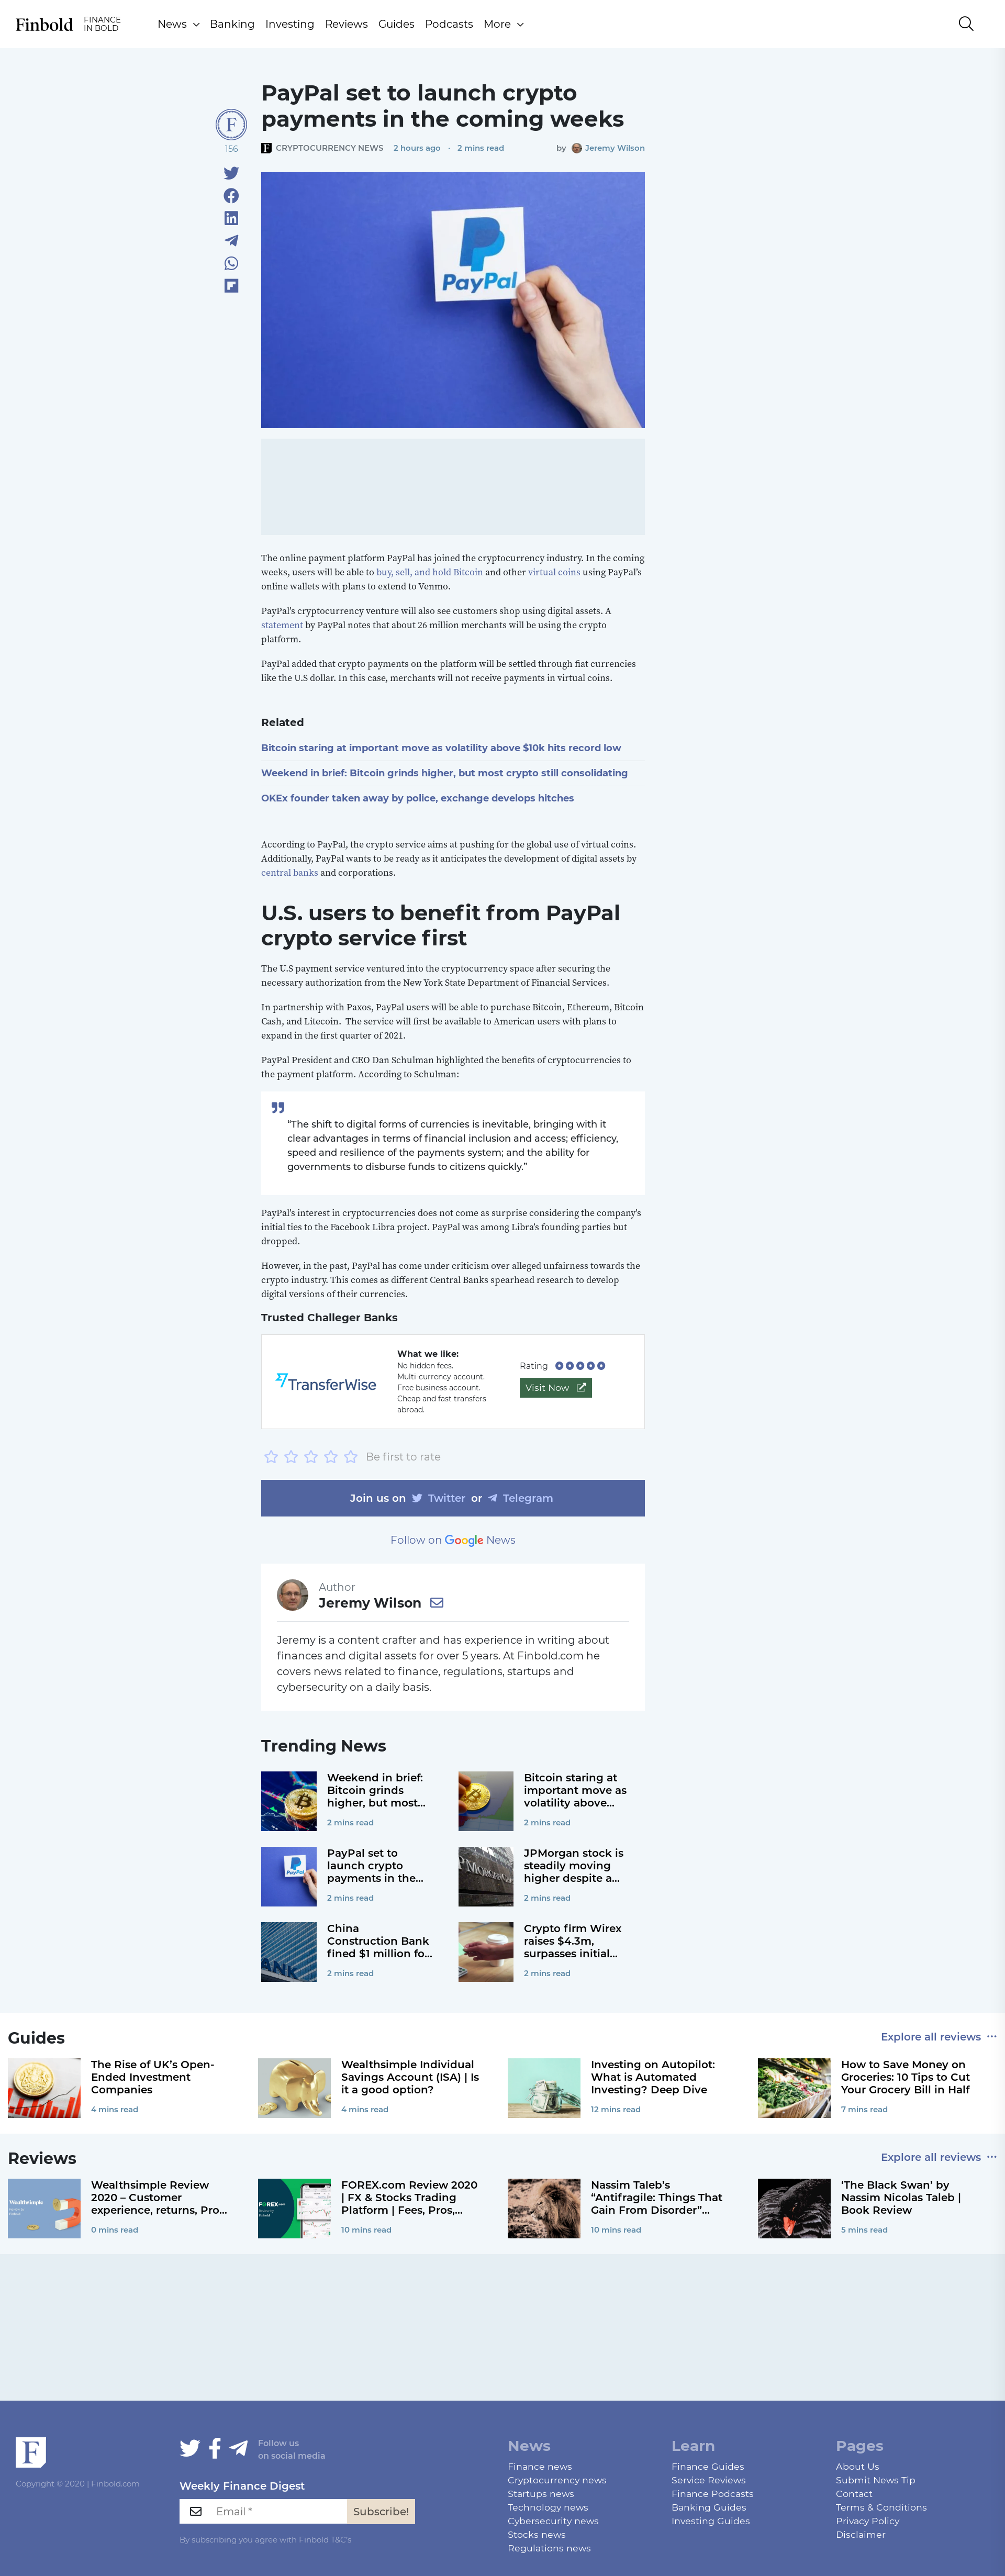 Finbold
FINANCE
IN BOLD
News Banking Investing Reviews Guides Podcasts More
PayPal set to launch crypto
payments in the coming weeks
F
156
CRYPTOCURRENCY NEWS 2 hours ago - 2 mins read by Jeremy Wilson
PayPal
The online payment platform PayPal has joined the cryptocurrency industry. In the coming
weeks, users will be able to buy, sell, and hold Bitcoin and other virtual coins using PayPal's
online wallets with plans to extend to Venmo.
PayPal's cryptocurrency venture will also see customers shop using digital assets. A
statement by PayPal notes that about 26 million merchants will be using the crypto
platform.
PayPal added that crypto payments on the platform will be settled through fiat currencies
like the U.S dollar. In this case, merchants will not receive payments in virtual coins.
Related
Bitcoin staring at important move as volatility above $10k hits record low
Weekend in brief: Bitcoin grinds higher, but most crypto still consolidating
OKEx founder taken away by police, exchange develops hitches
According to PayPal, the crypto service aims at pushing for the global use of virtual coins.
Additionally, PayPal wants to be ready as it anticipates the development of digital assets by
central banks and corporations.
U.S. users to benefit from PayPal
crypto service first
The U.S payment service ventured into the cryptocurrency space after securing the
necessary authorization from the New York State Department of Financial Services.
In partnership with Paxos, PayPal users will be able to purchase Bitcoin, Ethereum, Bitcoin
Cash, and Litecoin. The service will first be available to American users with plans to
expand in the first quarter of 2021.
PayPal President and CEO Dan Schulman highlighted the benefits of cryptocurrencies to
the payment platform. According to Schulman:
"The shift to digital forms of currencies is inevitable, bringing with it
clear advantages in terms of financial inclusion and access; efficiency,
speed and resilience of the payments system; and the ability for
governments to disburse funds to citizens quickly."
PayPal's interest in cryptocurrencies does not come as surprise considering the company's
initial ties to the Facebook Libra project. PayPal was among Libra's founding parties but
dropped.
However, in the past, PayPal has come under criticism over alleged unfairness towards the
crypto industry. This comes as different Central Banks spearhead research to develop
digital versions of their currencies.
Trusted Challeger Banks
TransferWise
What we like:
No hidden fees.
Multi-currency account.
Free business account.
Cheap and fast transfers
abroad.
Rating
Visit Now
Be first to rate
Join us on Twitter or Telegram
Follow on Google News
Author
Jeremy Wilson
Jeremy is a content crafter and has experience in writing about
finances and digital assets for over 5 years. At Finbold.com he
covers news related to finance, regulations, startups and
cybersecurity on a daily basis.
Trending News
Weekend in brief:
Bitcoin grinds
higher, but most...
2 mins read
Bitcoin staring at
important move as
volatility above...
2 mins read
PayPal set to
launch crypto
payments in the...
2 mins read
JPMorgan stock is
steadily moving
higher despite a...
2 mins read
China
Construction Bank
fined $1 million fo...
2 mins read
Crypto firm Wirex
raises $4.3m,
surpasses initial...
2 mins read
Guides
Explore all reviews ...
The Rise of UK's Open-
Ended Investment
Companies
4 mins read
Wealthsimple Individual
Savings Account (ISA) | Is
it a good option?
4 mins read
Investing on Autopilot:
What is Automated
Investing? Deep Dive
12 mins read
How to Save Money on
Groceries: 10 Tips to Cut
Your Grocery Bill in Half
7 mins read
Reviews
Explore all reviews ...
Wealthsimple Review
2020 – Customer
experience, returns, Pro...
0 mins read
FOREX.com Review 2020
| FX & Stocks Trading
Platform | Fees, Pros,...
10 mins read
Nassim Taleb's
"Antifragile: Things That
Gain From Disorder"...
10 mins read
'The Black Swan' by
Nassim Nicolas Taleb |
Book Review
5 mins read
F
Copyright © 2020 | Finbold.com
Follow us
on social media
Weekly Finance Digest
Email *
Subscribe!
By subscribing you agree with Finbold T&C's
News
Finance news
Cryptocurrency news
Startups news
Technology news
Cybersecurity news
Stocks news
Regulations news
Learn
Finance Guides
Service Reviews
Finance Podcasts
Banking Guides
Investing Guides
Pages
About Us
Submit News Tip
Contact
Terms & Conditions
Privacy Policy
Disclaimer